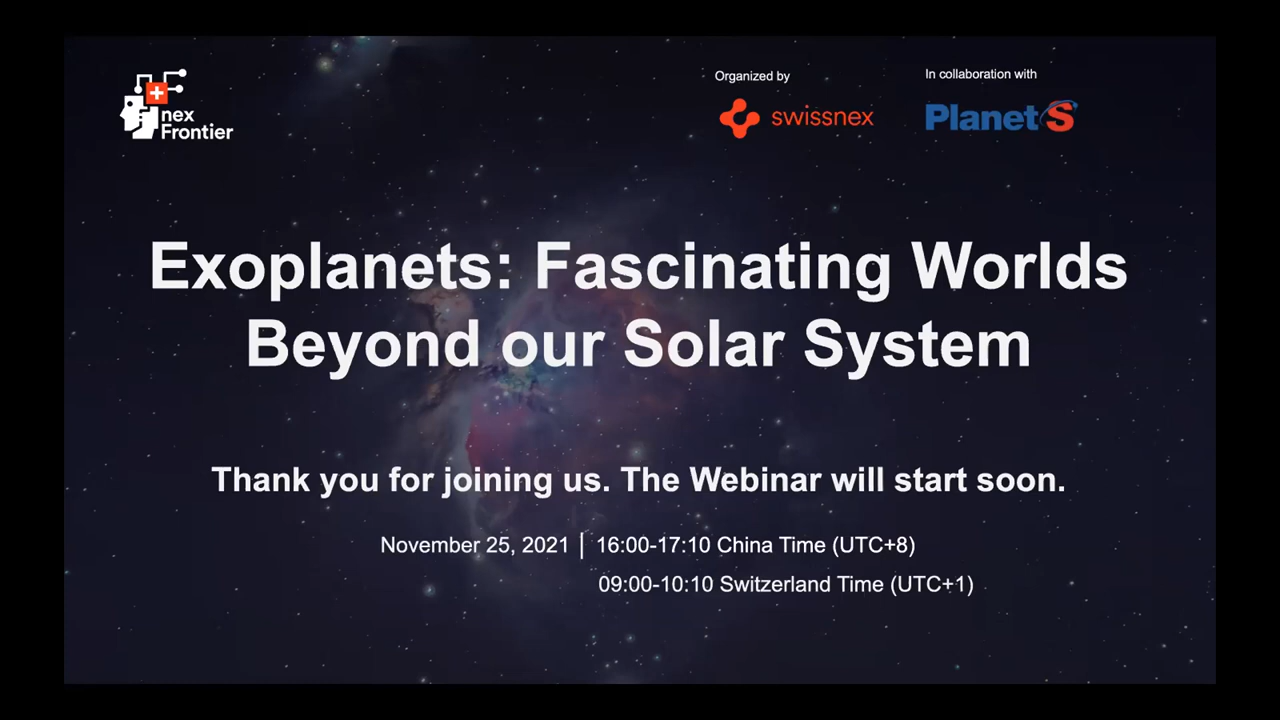 nex
Frontier
Organized by
swissnex
In collaboration with
PlanetS
Exoplanets: Fascinating Worlds
Beyond our Solar System
Thank you for joining us. The Webinar will start soon.
November 25, 2021 | 16:00-17:10 China Time (UTC+8)
09:00-10:10 Switzerland Time (UTC+1)